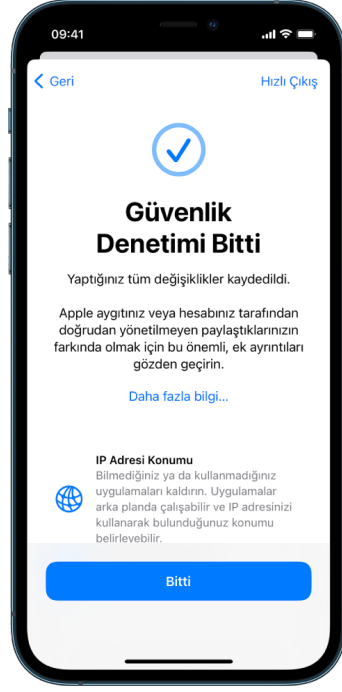 09:41
Geri
Hızlı Çıkış
Güvenlik
Denetimi Bitti
Yaptığınız tüm değişiklikler kaydedildi.
Apple aygıtınız veya hesabınız tarafından
doğrudan yönetilmeyen paylaştıklarınızın
farkında olmak için bu önemli, ek ayrıntıları
gözden geçirin.
Daha fazla bilgi...
IP Adresi Konumu
Bilmediğiniz ya da kullanmadığınız
uygulamaları kaldırın. Uygulamalar
arka planda çalışabilir ve IP adresinizi
kullanarak bulunduğunuz konumu
belirleyebilir.
Bitti